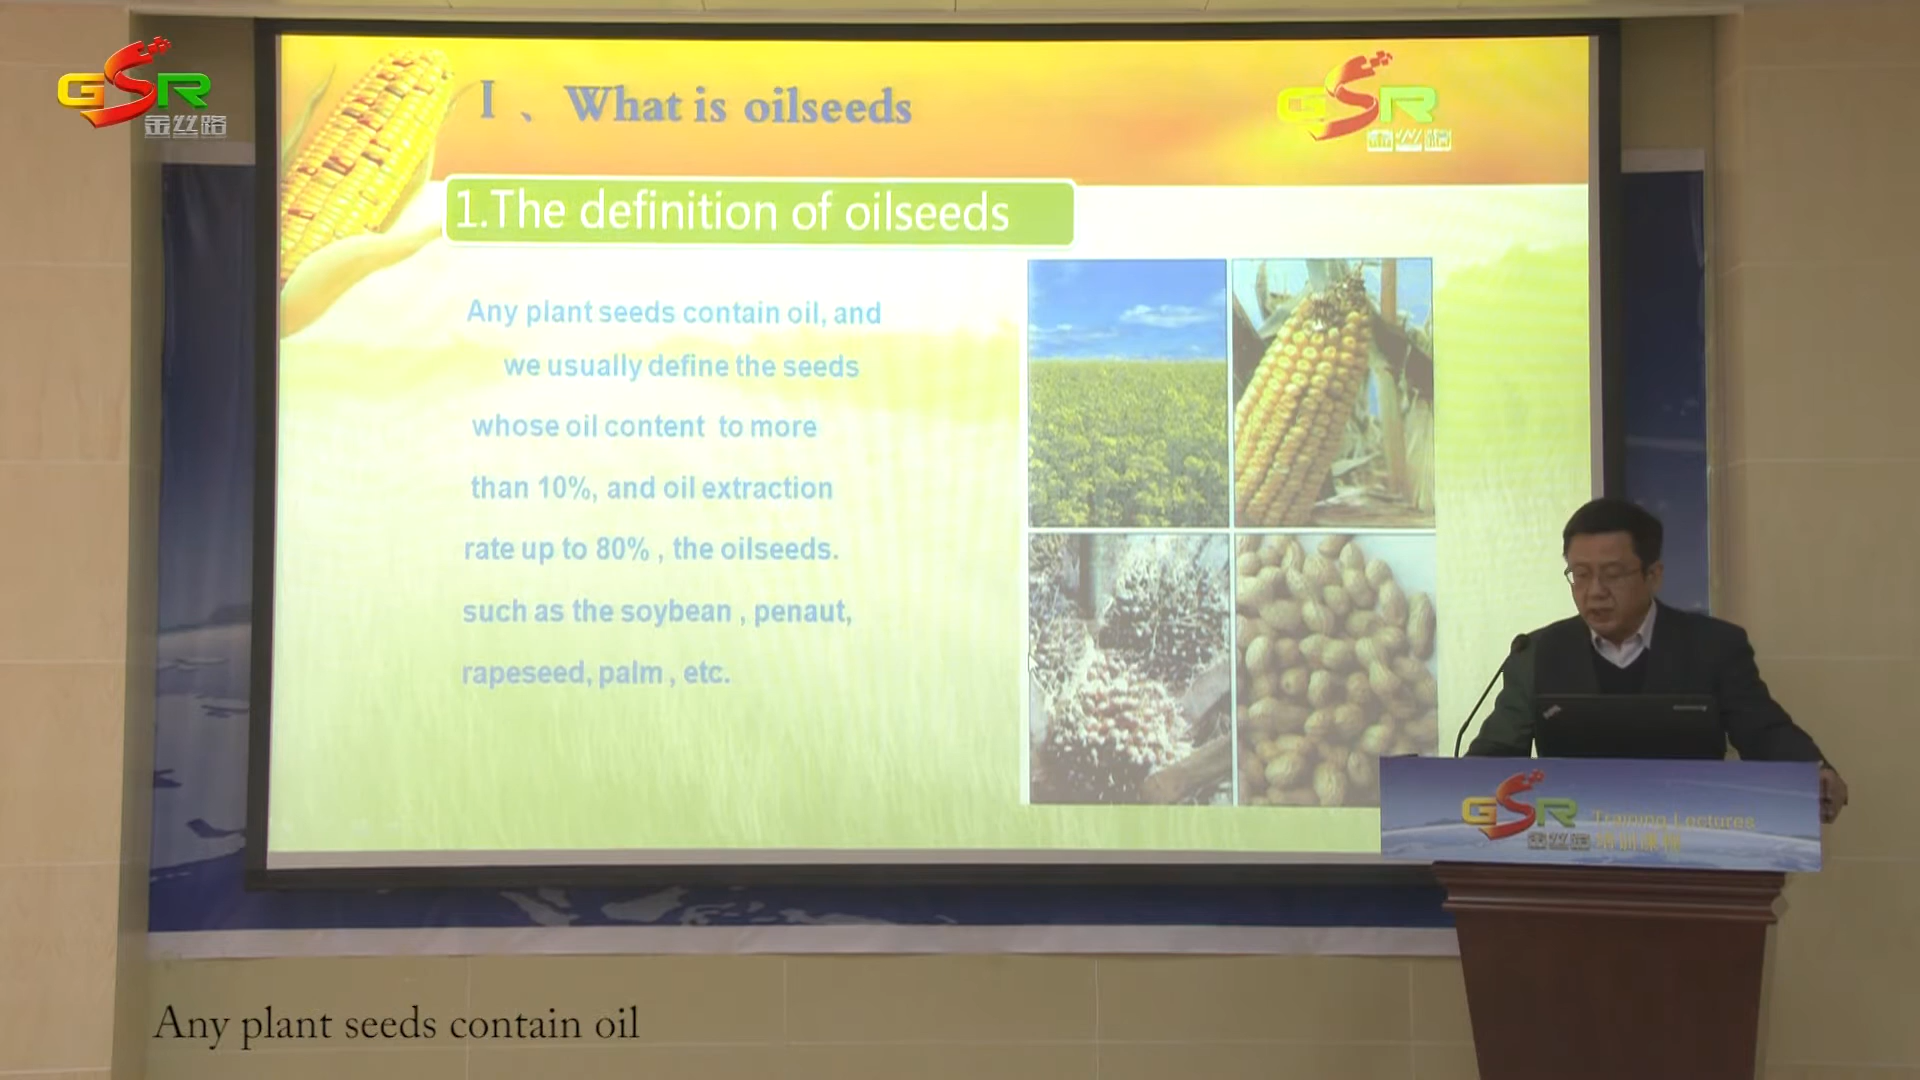 GSR
金丝路
Ⅰ 、 What is oilseeds
GSR
金丝路
1.The definition of oilseeds
Any plant seeds contain oil, and
we usually define the seeds
whose oil content to more
than 10%, and oil extraction
rate up to 80% , the oilseeds.
such as the soybean , penaut,
rapeseed, palm , etc.
GSR Training Lectures
金丝路 培训课程
Any plant seeds contain oil